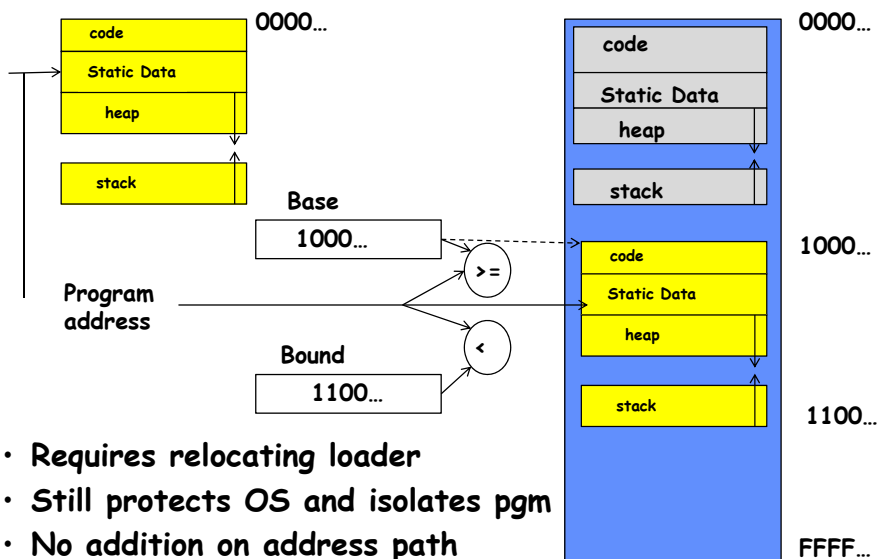 code
0000…
Static Data
heap
stack
0000…
code
Static Data
heap
stack
Base
1000…
>=
Program
address
<
Bound
1100…
1000…
code
Static Data
heap
stack
1100…
FFFF…
• Requires relocating loader
• Still protects OS and isolates pgm
• No addition on address path